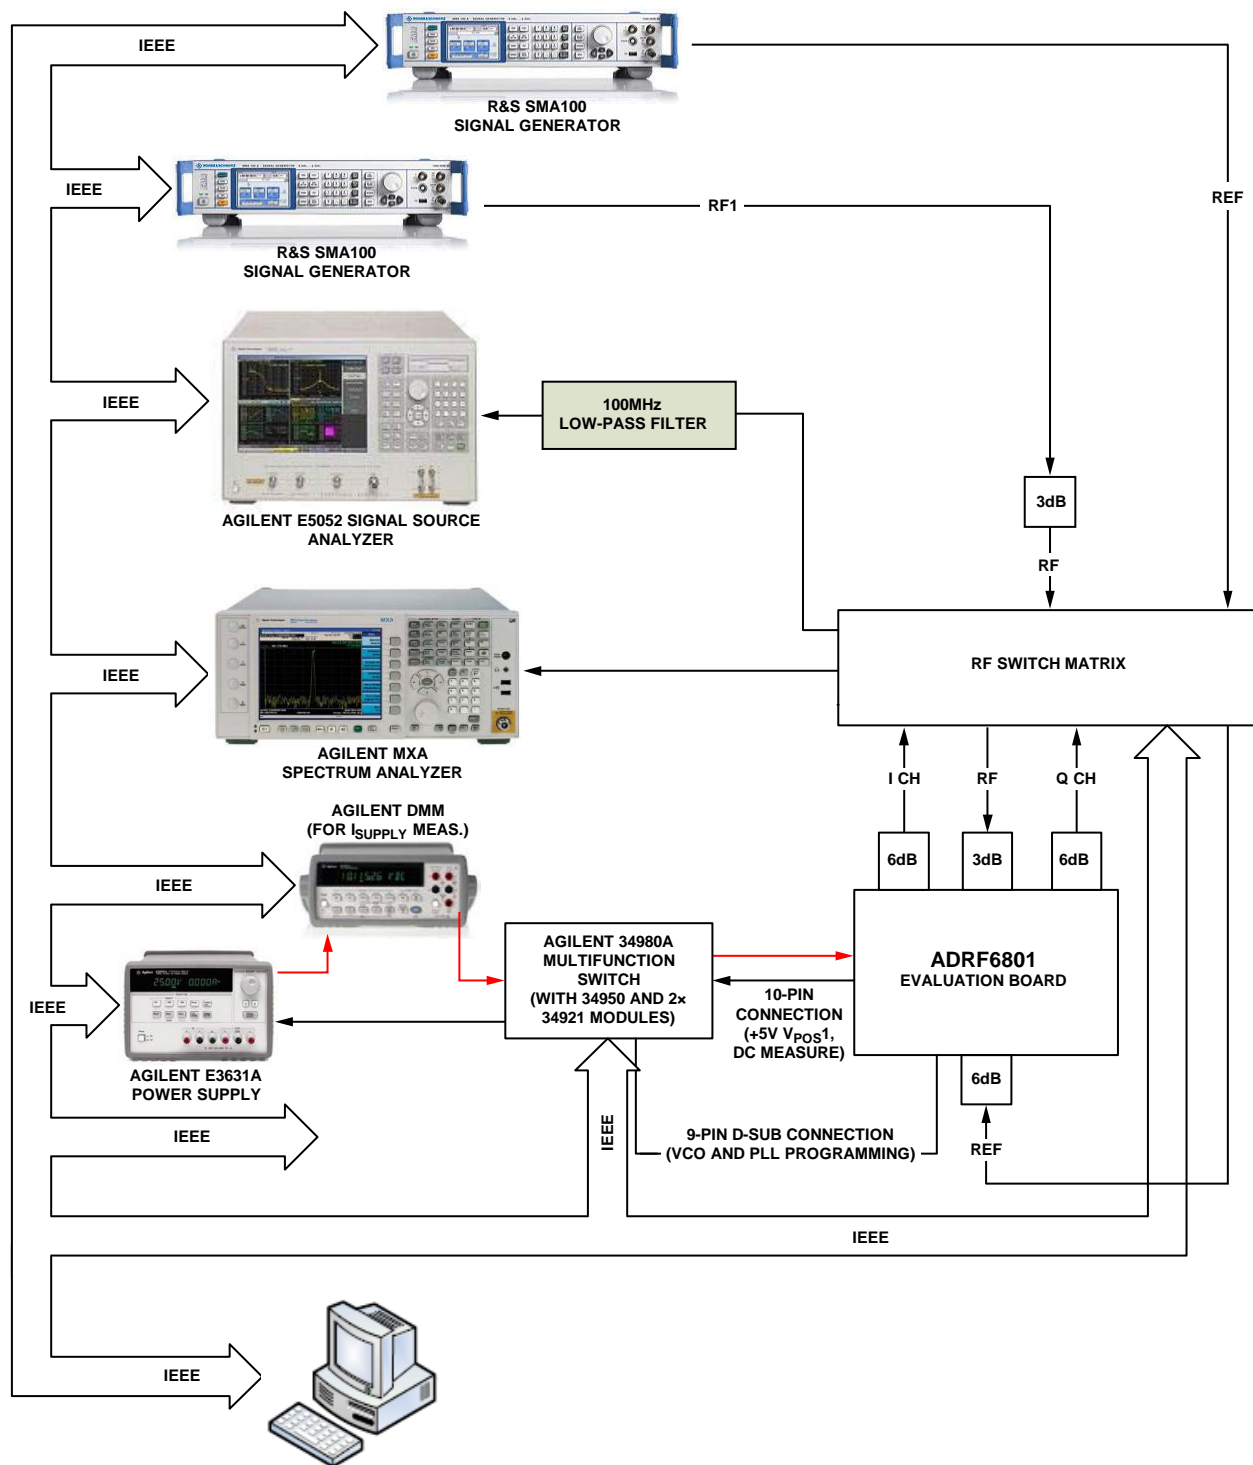 IEEE
R&S SMA100
SIGNAL GENERATOR
REF
IEEE
RF1
R&S SMA100
SIGNAL GENERATOR
IEEE
100MHz
LOW-PASS FILTER
AGILENT E5052 SIGNAL SOURCE
ANALYZER
3dB
RF
IEEE
MXA
RF SWITCH MATRIX
AGILENT MXA
SPECTRUM ANALYZER
I CH
RF
Q CH
AGILENT DMM
(FOR ISUPPLY MEAS.)
6dB
3dB
6dB
IEEE
AGILENT 34980A
MULTIFUNCTION
SWITCH
(WITH 34950 AND 2×
34921 MODULES)
ADRF6801
EVALUATION BOARD
10-PIN
CONNECTION
(+5V VPOS1,
DC MEASURE)
IEEE
AGILENT E3631A
POWER SUPPLY
6dB
IEEE
IEEE
9-PIN D-SUB CONNECTION
(VCO AND PLL PROGRAMMING)
REF
IEEE
IEEE